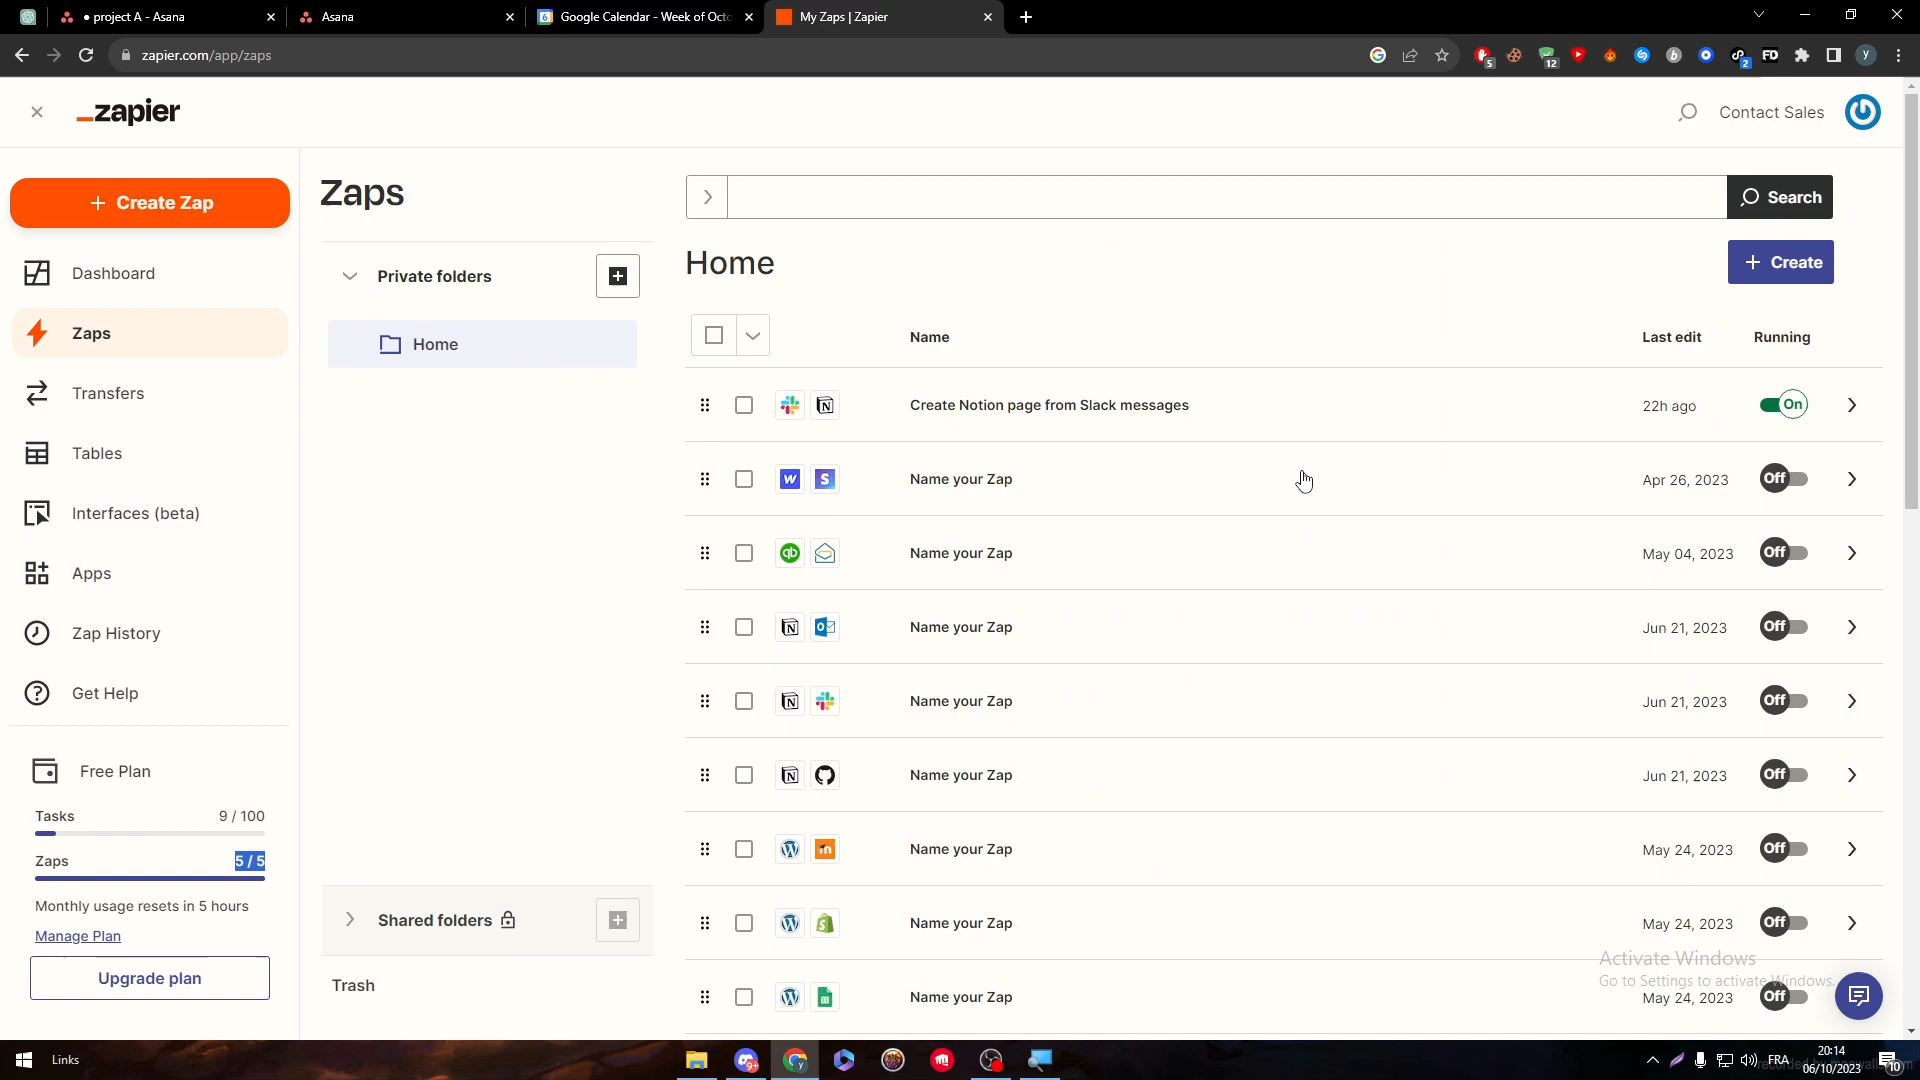 project A - Asana
Asana
Google Calendar - Week of Octo
My Zaps | Zapier
zapier.com/app/zaps
zapier
Contact Sales
+ Create Zap
Dashboard
Zaps
Transfers
Tables
Interfaces (beta)
Apps
Zap History
Get Help
Free Plan
Tasks 9 / 100
Zaps 5 / 5
Monthly usage resets in 5 hours
Manage Plan
Upgrade plan
Zaps
Private folders
Home
Shared folders
Trash
Search
Home
+ Create
Name Last edit Running
Create Notion page from Slack messages 22h ago On
Name your Zap Apr 26, 2023 Off
Name your Zap May 04, 2023 Off
Name your Zap Jun 21, 2023 Off
Name your Zap Jun 21, 2023 Off
Name your Zap Jun 21, 2023 Off
Name your Zap May 24, 2023 Off
Name your Zap May 24, 2023 Off
Name your Zap May 24, 2023 Off
Activate Windows
Go to Settings to activate Windows.
Links
FRA
20:14
06/10/2023
10